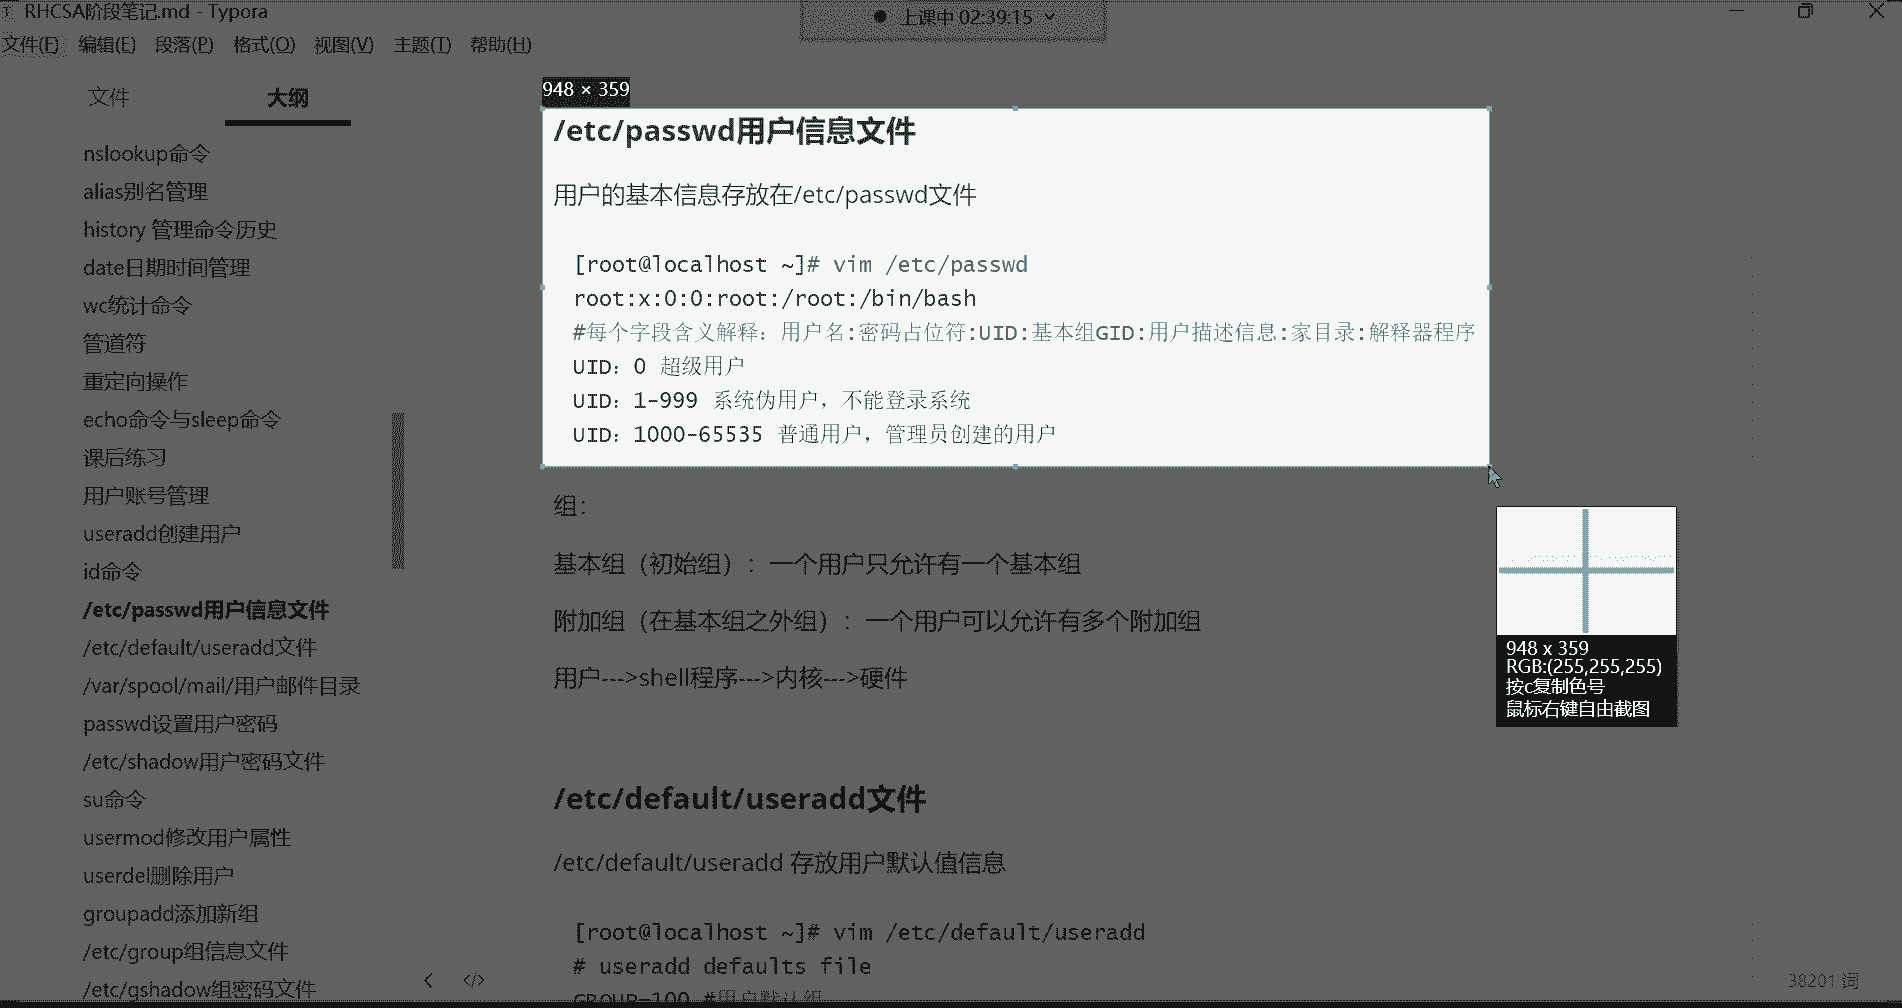 RHCSA阶段笔记.md - Typora
上课中 02:39:15
文件(F) 编辑(E) 段落(P) 格式(O) 视图(V) 主题(T) 帮助(H)
文件 大纲
nslookup命令
alias别名管理
history 管理命令历史
date日期时间管理
wc统计命令
管道符
重定向操作
echo命令与sleep命令
课后练习
用户账号管理
useradd创建用户
id命令
/etc/passwd用户信息文件
/etc/default/useradd文件
/var/spool/mail/用户邮件目录
passwd设置用户密码
/etc/shadow用户密码文件
su命令
usermod修改用户属性
userdel删除用户
groupadd添加新组
/etc/group组信息文件
/etc/gshadow组密码文件
948 × 359
/etc/passwd用户信息文件
用户的基本信息存放在/etc/passwd文件
[root@localhost ~]# vim /etc/passwd
root:x:0:0:root:/root:/bin/bash
#每个字段含义解释：用户名:密码占位符:UID:基本组GID:用户描述信息:家目录:解释器程序
UID：0 超级用户
UID：1-999 系统伪用户，不能登录系统
UID：1000-65535 普通用户，管理员创建的用户
组：
基本组（初始组）：一个用户只允许有一个基本组
附加组（在基本组之外组）：一个用户可以允许有多个附加组
用户--->shell程序--->内核--->硬件
/etc/default/useradd文件
/etc/default/useradd 存放用户默认值信息
[root@localhost ~]# vim /etc/default/useradd
# useradd defaults file
GROUP=100 #用户默认组
948 x 359
RGB:(255,255,255)
按c复制色号
鼠标右键自由截图
38201 词